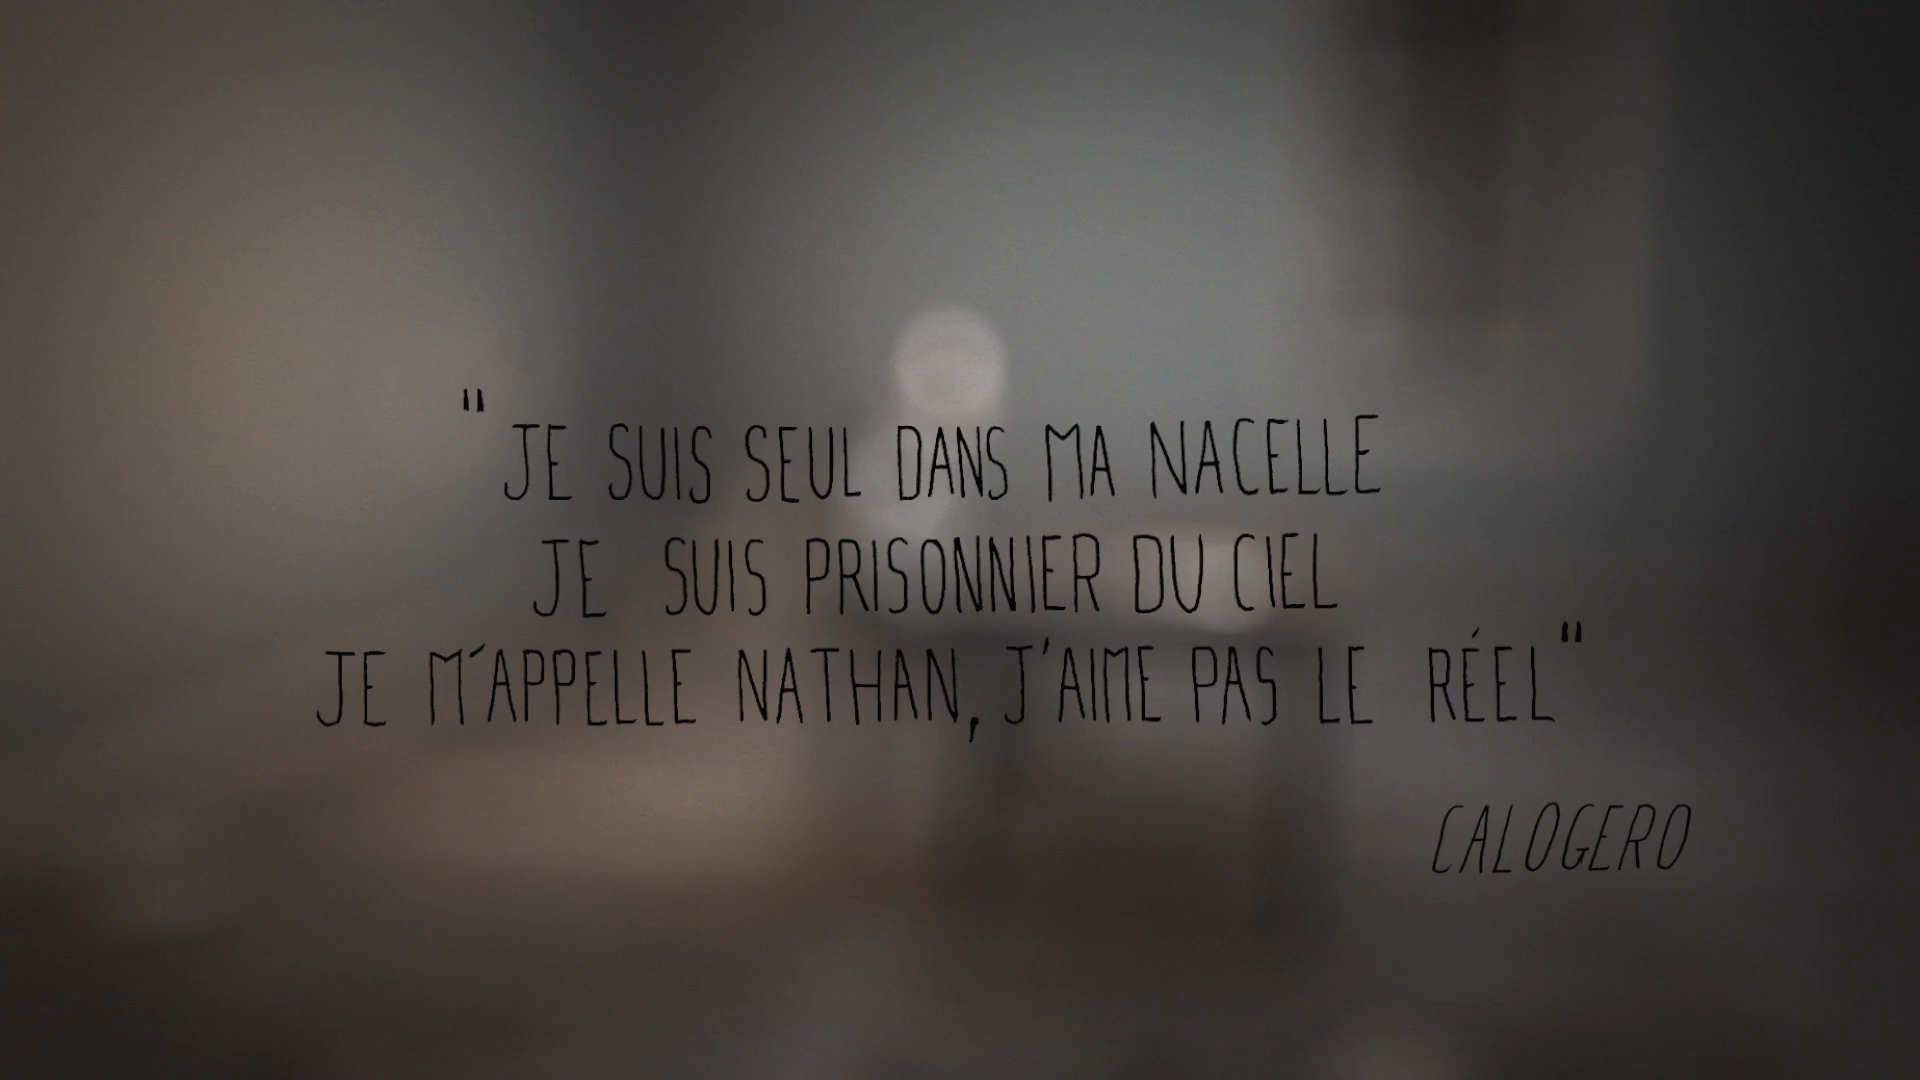 "JE SUIS SEUL DANS MA NACELLE
JE SUIS PRISONNIER DU CIEL
JE M'APPELLE NATHAN, J'AIME PAS LE RÉEL"
CALOGERO